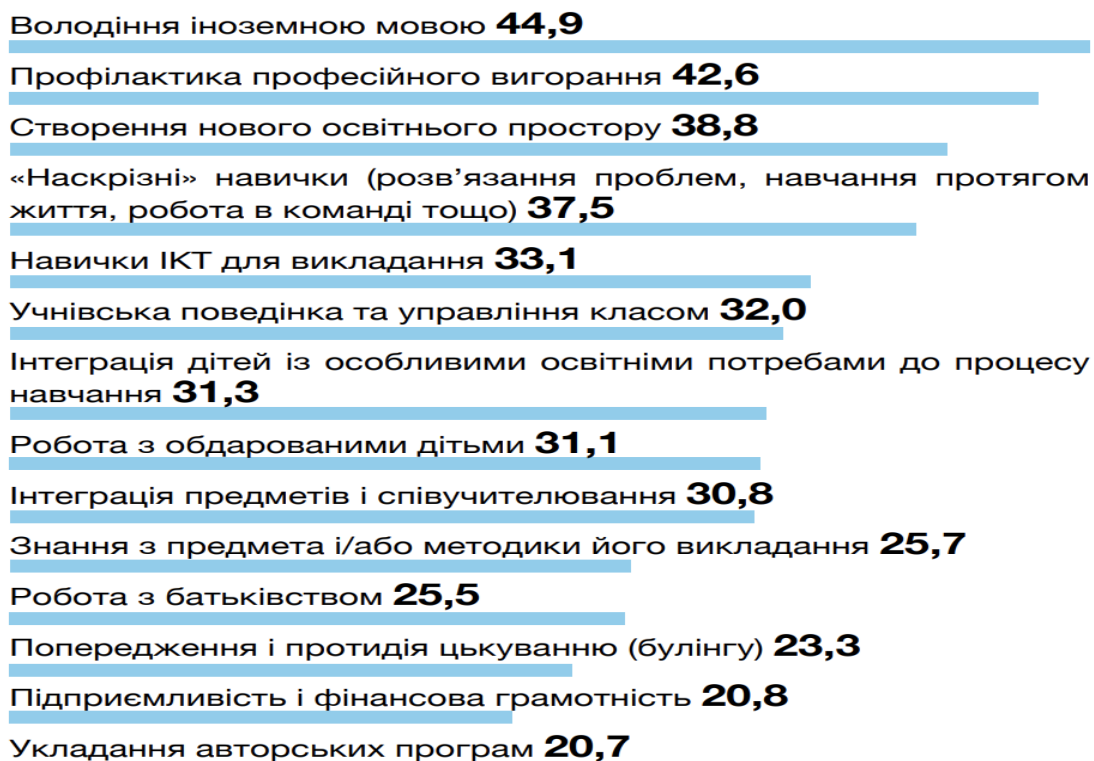 Володіння іноземною мовою 44,9
Профілактика професійного вигорання 42,6
Створення нового освітнього простору 38,8
«Наскрізні» навички (розв’язання проблем, навчання протягом
життя, робота в команді тощо) 37,5
Навички ІКТ для викладання 33,1
Учнівська поведінка та управління класом 32,0
Інтеграція дітей із особливими освітніми потребами до процесу
навчання 31,3
Робота з обдарованими дітьми 31,1
Інтеграція предметів і співучителювання 30,8
Знання з предмета і/або методики його викладання 25,7
Робота з батьківством 25,5
Попередження і протидія цькуванню (булінгу) 23,3
Підприємливість і фінансова грамотність 20,8
Укладання авторських програм 20,7